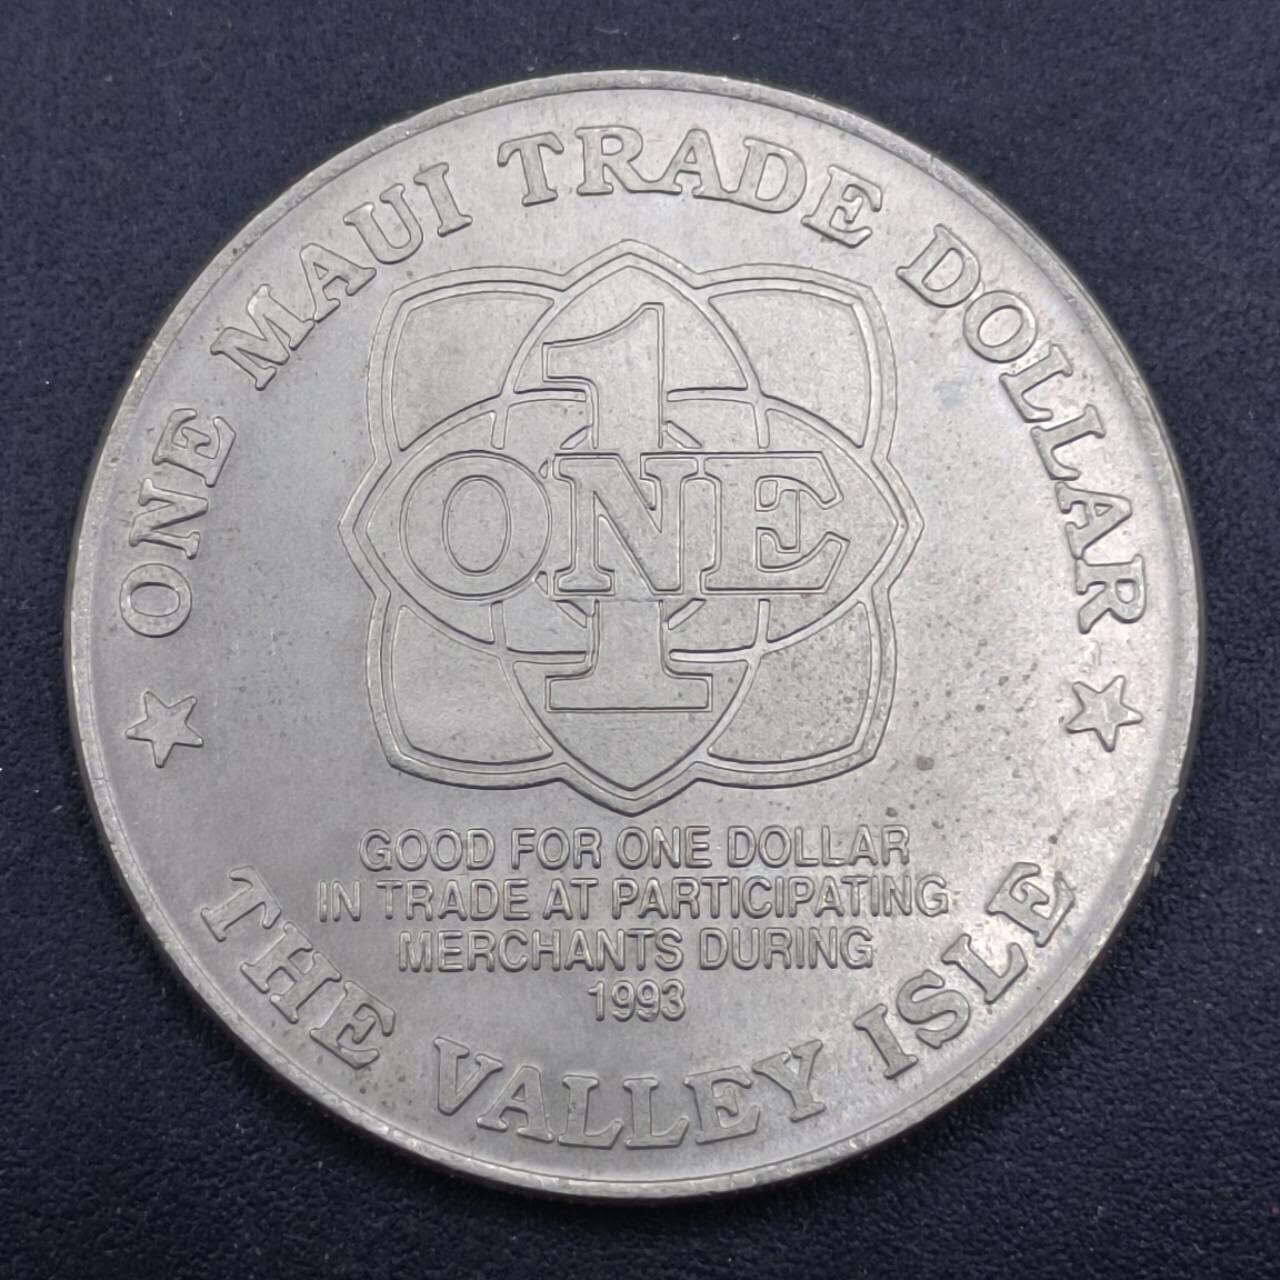 ONE MAUI TRADE DOLLAR
1
ONE
GOOD FOR ONE DOLLAR
IN TRADE AT PARTICIPATING
MERCHANTS DURING
1993
THE VALLEY ISLE